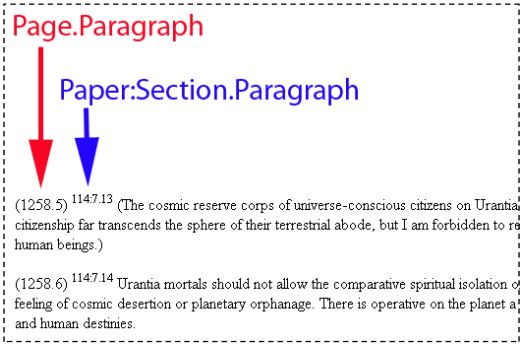 Page.Paragraph
Paper:Section.Paragraph
(1258.5) 114:7.13 (The cosmic reserve corps of universe-conscious citizens on Urantia
citizenship far transcends the sphere of their terrestrial abode, but I am forbidden to re
human beings.)
(1258.6) 114:7.14 Urantia mortals should not allow the comparative spiritual isolation o
feeling of cosmic desertion or planetary orphanage. There is operative on the planet a
and human destinies.